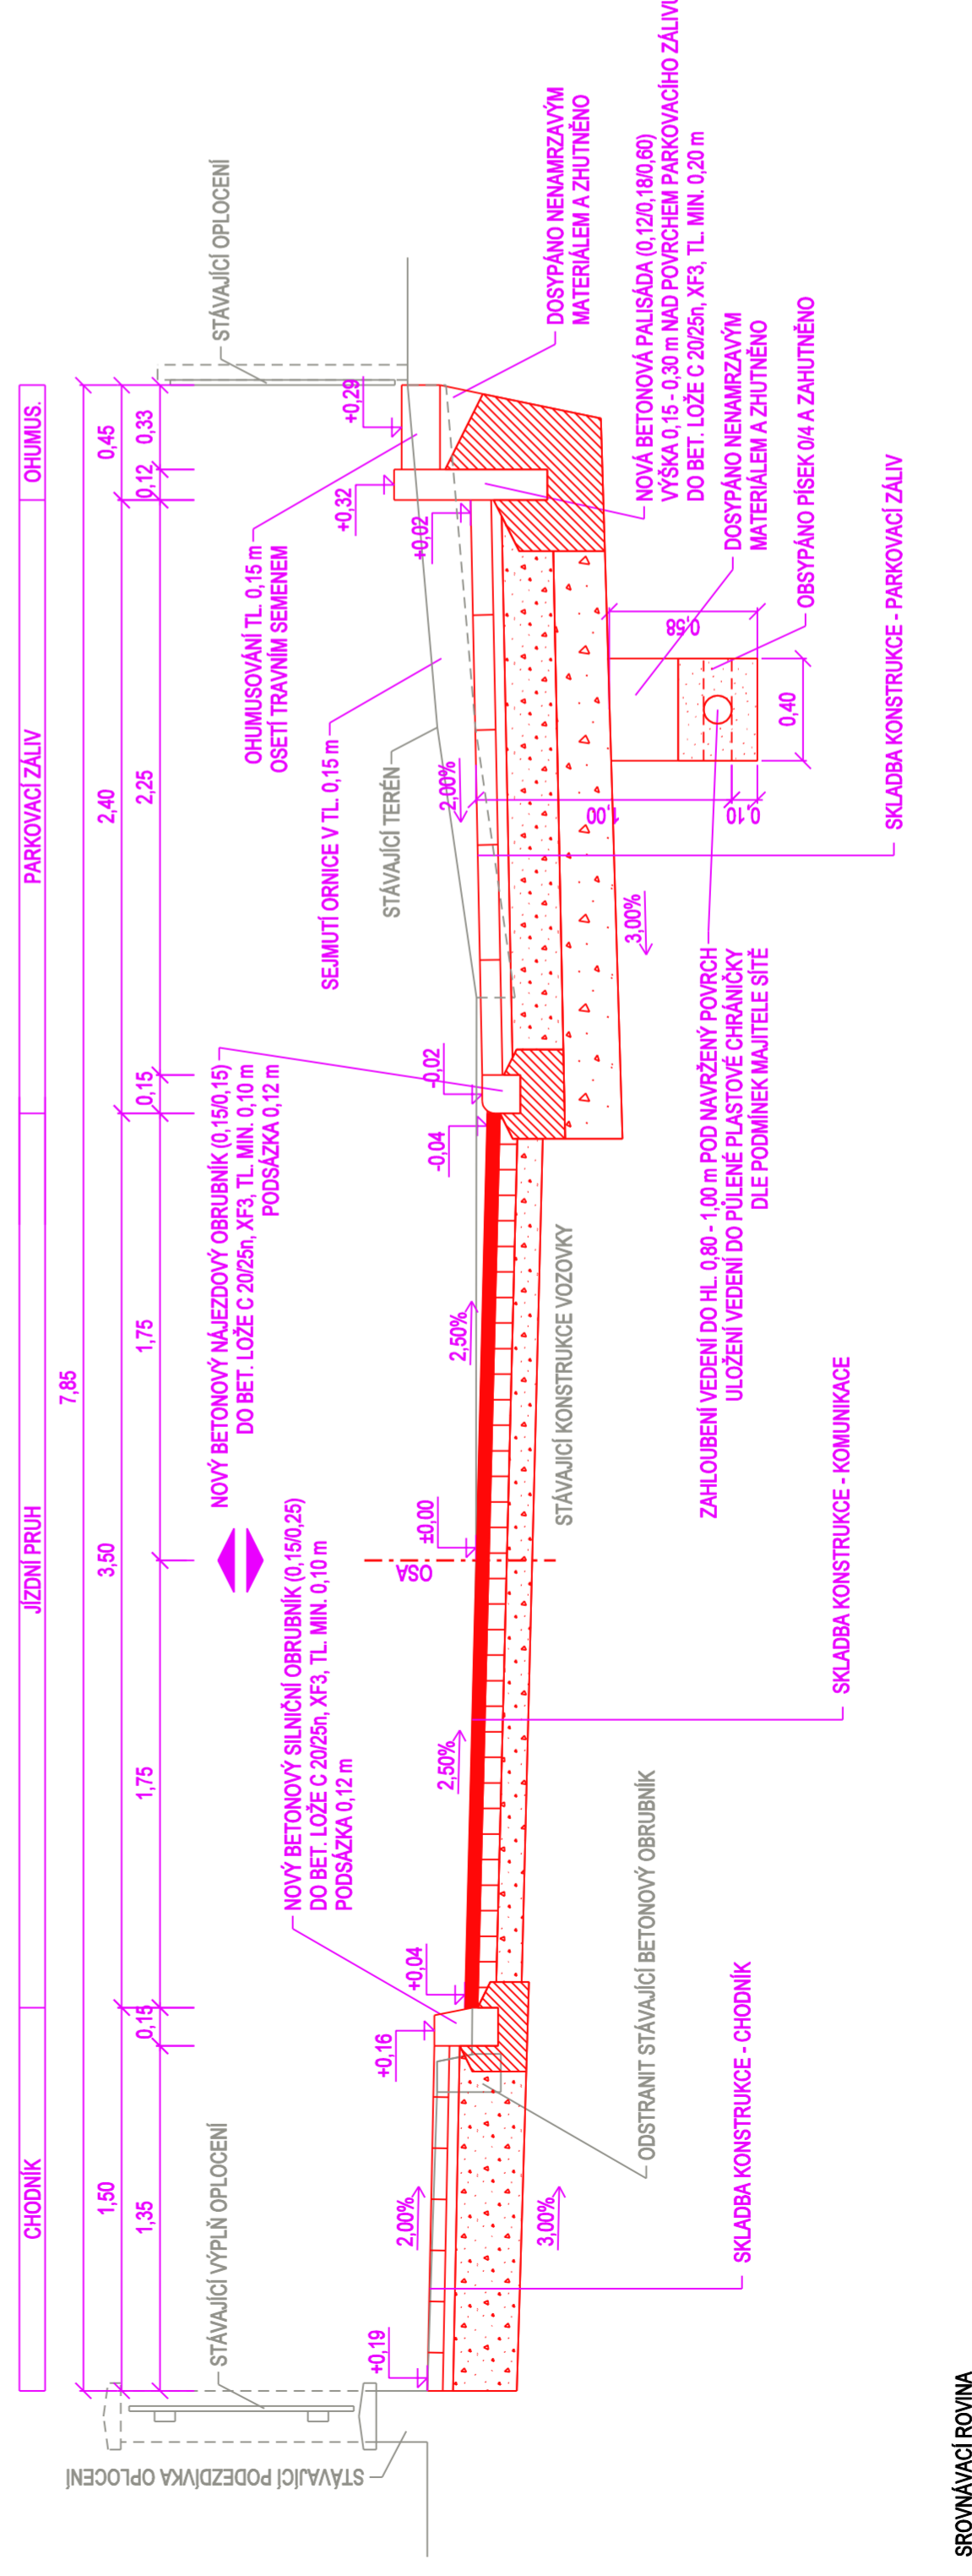 CHODNÍK
JÍZDNÍ PRUH
PARKOVACÍ ZÁLIV
OHUMUS.
7,85
1,50
3,50
2,40
0,45
1,35
0,15
1,75
1,75
0,15
2,25
0,12
0,33
STÁVAJÍCÍ PODEZDÍVKA OPLOCENÍ
STÁVAJÍCÍ VÝPLŇ OPLOCENÍ
NOVÝ BETONOVÝ SILNIČNÍ OBRUBNÍK (0,15/0,25)
DO BET. LOŽE C 20/25n, XF3, TL. MIN. 0,10 m
PODSÁZKA 0,12 m
NOVÝ BETONOVÝ NÁJEZDOVÝ OBRUBNÍK (0,15/0,15)
DO BET. LOŽE C 20/25n, XF3, TL. MIN. 0,10 m
PODSÁZKA 0,12 m
OHUMUSOVÁNÍ TL. 0,15 m
OSETÍ TRAVNÍM SEMENEM
SEJMUTÍ ORNICE V TL. 0,15 m
STÁVAJÍCÍ TERÉN
STÁVAJÍCÍ OPLOCENÍ
+0,19
+0,16
+0,04
±0,00
OSA
-0,04
-0,02
+0,02
+0,32
+0,29
2,00%
3,00%
2,50%
2,50%
2,00%
3,00%
DOSYPÁNO NENAMRZAVÝM
MATERIÁLEM A ZHUTNĚNO
NOVÁ BETONOVÁ PALISÁDA (0,12/0,18/0,60)
VÝŠKA 0,15 - 0,30 m NAD POVRCHEM PARKOVACÍHO ZÁLIVU
DO BET. LOŽE C 20/25n, XF3, TL. MIN. 0,20 m
DOSYPÁNO NENAMRZAVÝM
MATERIÁLEM A ZHUTNĚNO
OBSYPÁNO PÍSEK 0/4 A ZAHUTNĚNO
0,58
0,40
1,00
0,10
STÁVAJICÍ KONSTRUKCE VOZOVKY
ODSTRANIT STÁVAJÍCÍ BETONOVÝ OBRUBNÍK
ZAHLOUBENÍ VEDENÍ DO HL. 0,80 - 1,00 m POD NAVRŽENÝ POVRCH
ULOŽENÍ VEDENÍ DO PŮLENÉ PLASTOVÉ CHRÁNIČKY
DLE PODMÍNEK MAJITELE SÍTĚ
SKLADBA KONSTRUKCE - CHODNÍK
SKLADBA KONSTRUKCE - KOMUNIKACE
SKLADBA KONSTRUKCE - PARKOVACÍ ZÁLIV
SROVNÁVACÍ ROVINA